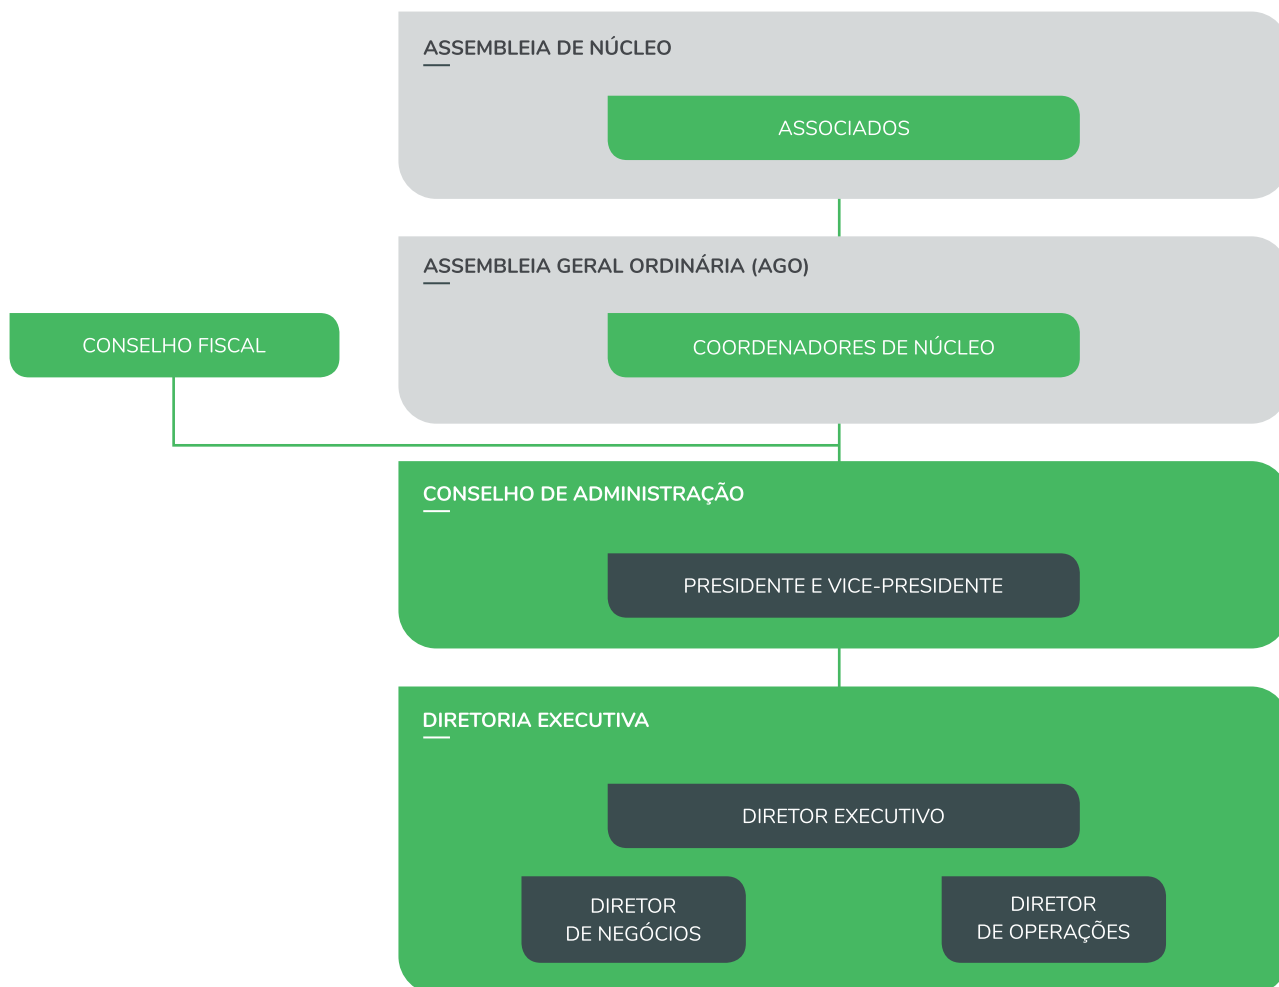 ASSEMBLEIA DE NÚCLEO
ASSOCIADOS
ASSEMBLEIA GERAL ORDINÁRIA (AGO)
CONSELHO FISCAL
COORDENADORES DE NÚCLEO
CONSELHO DE ADMINISTRAÇÃO
PRESIDENTE E VICE-PRESIDENTE
DIRETORIA EXECUTIVA
DIRETOR EXECUTIVO
DIRETOR
DE NEGÓCIOS
DIRETOR
DE OPERAÇÕES